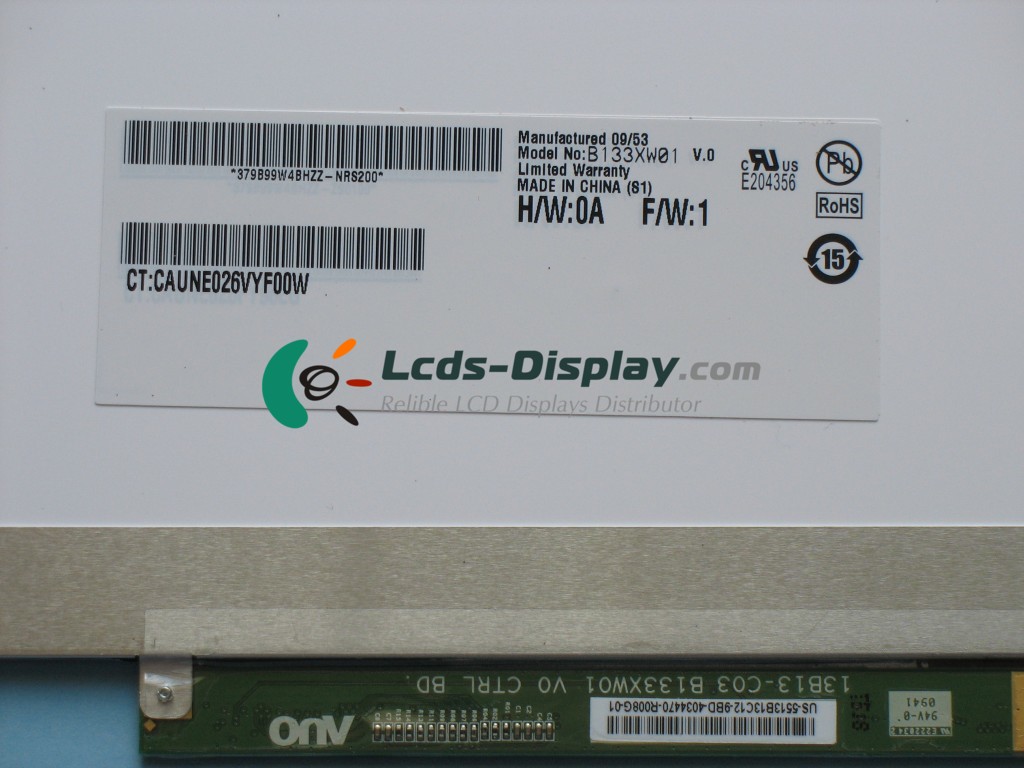 *379B99W4BHZZ-NRS200*
Manufactured 09/53
Model No:B133XW01 V.0
Limited Warranty
MADE IN CHINA (S1)
H/W:0A F/W:1
c RU US
E204356
Pb
RoHS
15
CT:CAUNE026VYF00W
Lcds-Display.com
Relible LCD Displays Distributor
13B13-C03 B133XW01 V0 CTRL BD.
US-5513B13C12-9BD-4034470-R008G-01
AUO
94V-0
0941